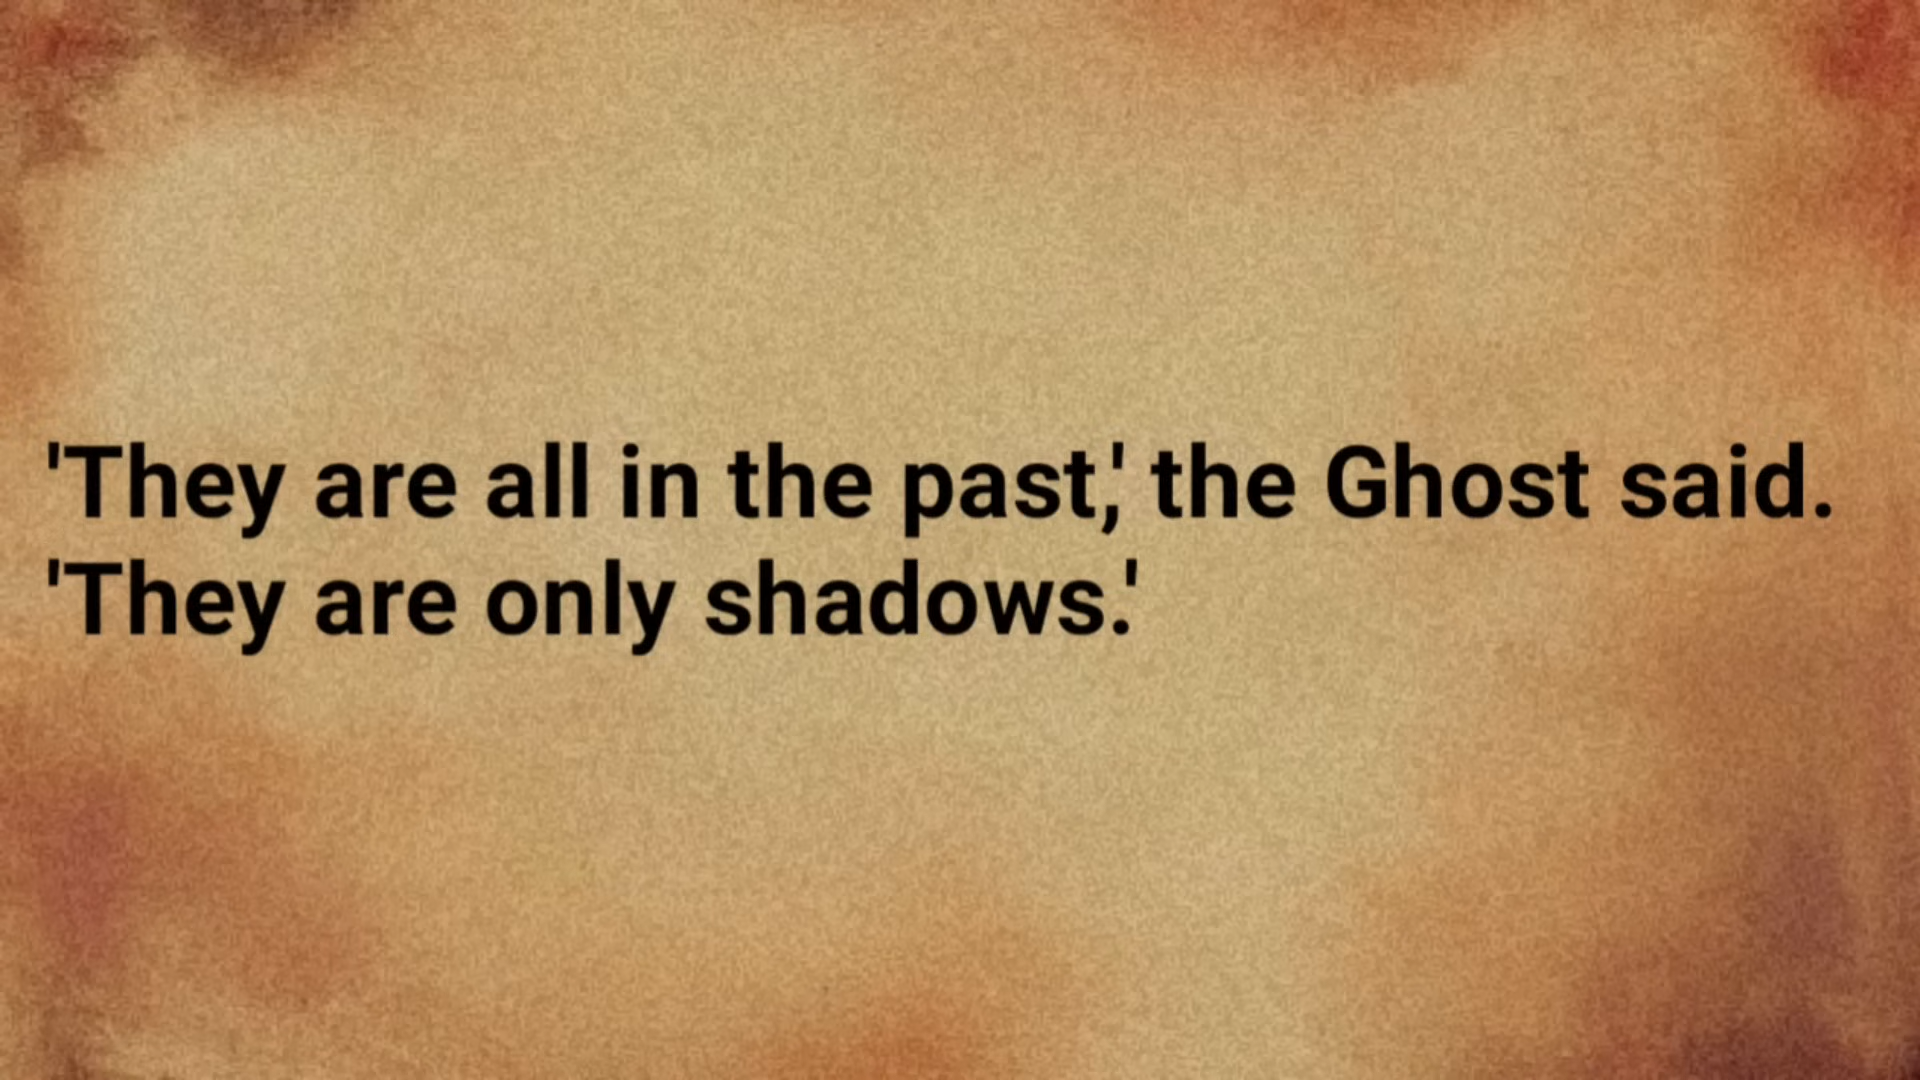 'They are all in the past,' the Ghost said.
'They are only shadows.'